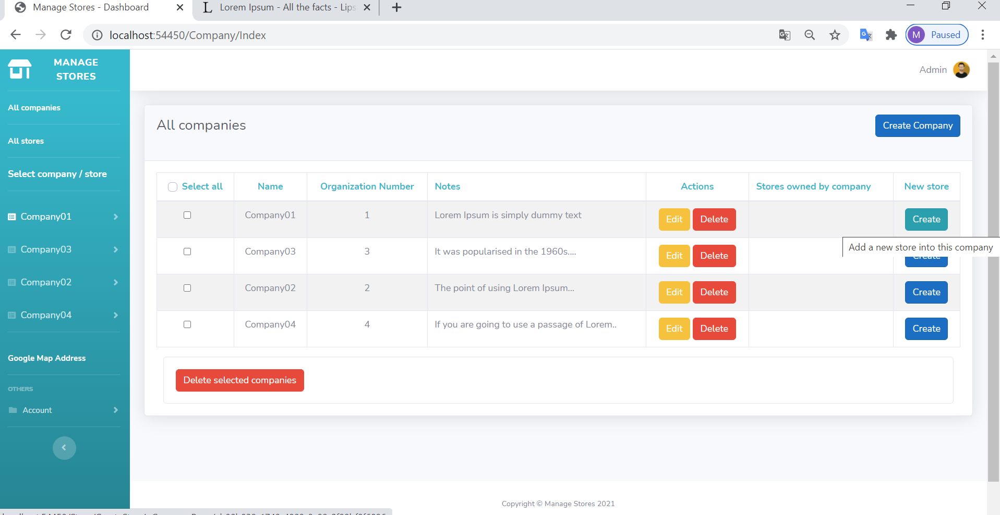 Manage Stores - Dashboard
Lorem Ipsum - All the facts - Lips
localhost:54450/Company/Index
M Paused
MANAGE
STORES
Admin
All companies
All stores
Select company / store
Company01
Company03
Company02
Company04
Google Map Address
OTHERS
Account
All companies
Create Company
Select all Name Organization Number Notes Actions Stores owned by company New store
Company01 1 Lorem Ipsum is simply dummy text Edit Delete Create
Add a new store into this company
Company03 3 It was popularised in the 1960s.... Edit Delete Create
Company02 2 The point of using Lorem Ipsum... Edit Delete Create
Company04 4 If you are going to use a passage of Lorem.. Edit Delete Create
Delete selected companies
Copyright © Manage Stores 2021